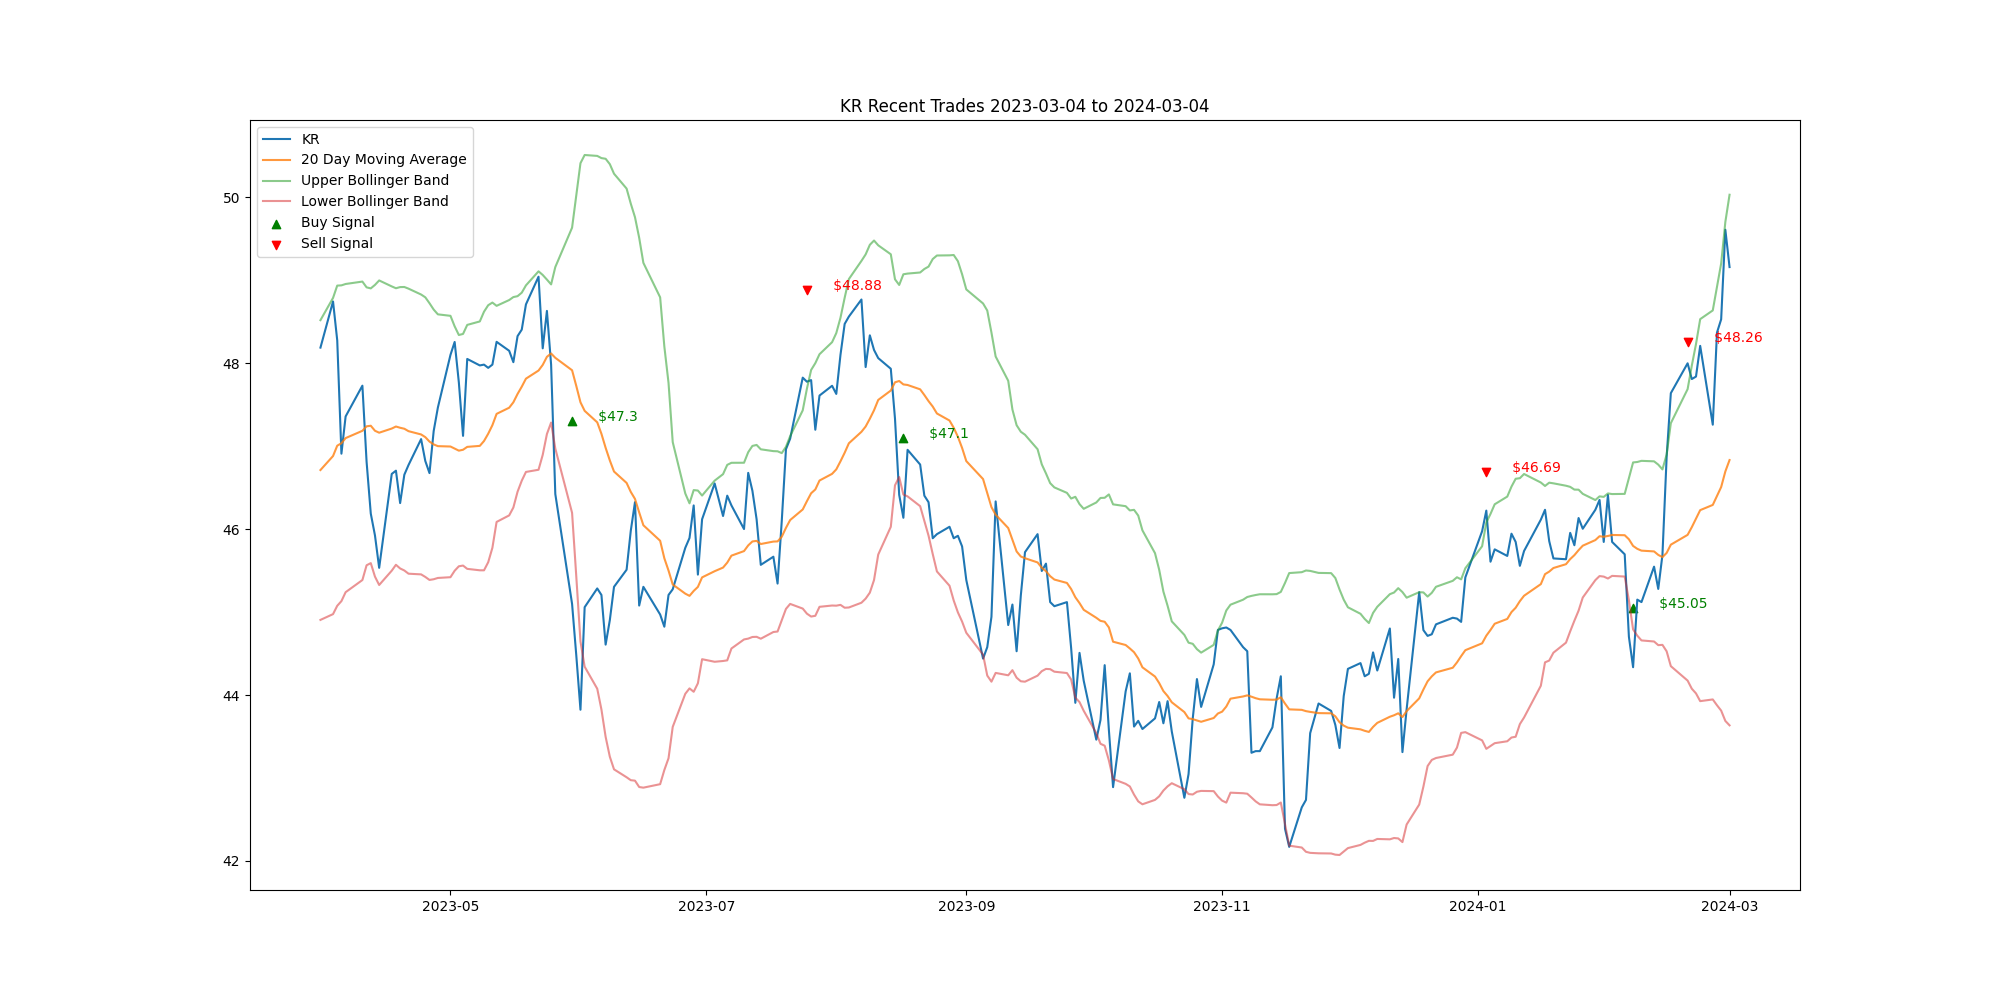 KR Recent Trades 2023-03-04 to 2024-03-04
KR
20 Day Moving Average
Upper Bollinger Band
Lower Bollinger Band
Buy Signal
Sell Signal
50
48
46
44
42
$48.88
$48.26
$47.3
$47.1
$46.69
$45.05
2023-05
2023-07
2023-09
2023-11
2024-01
2024-03